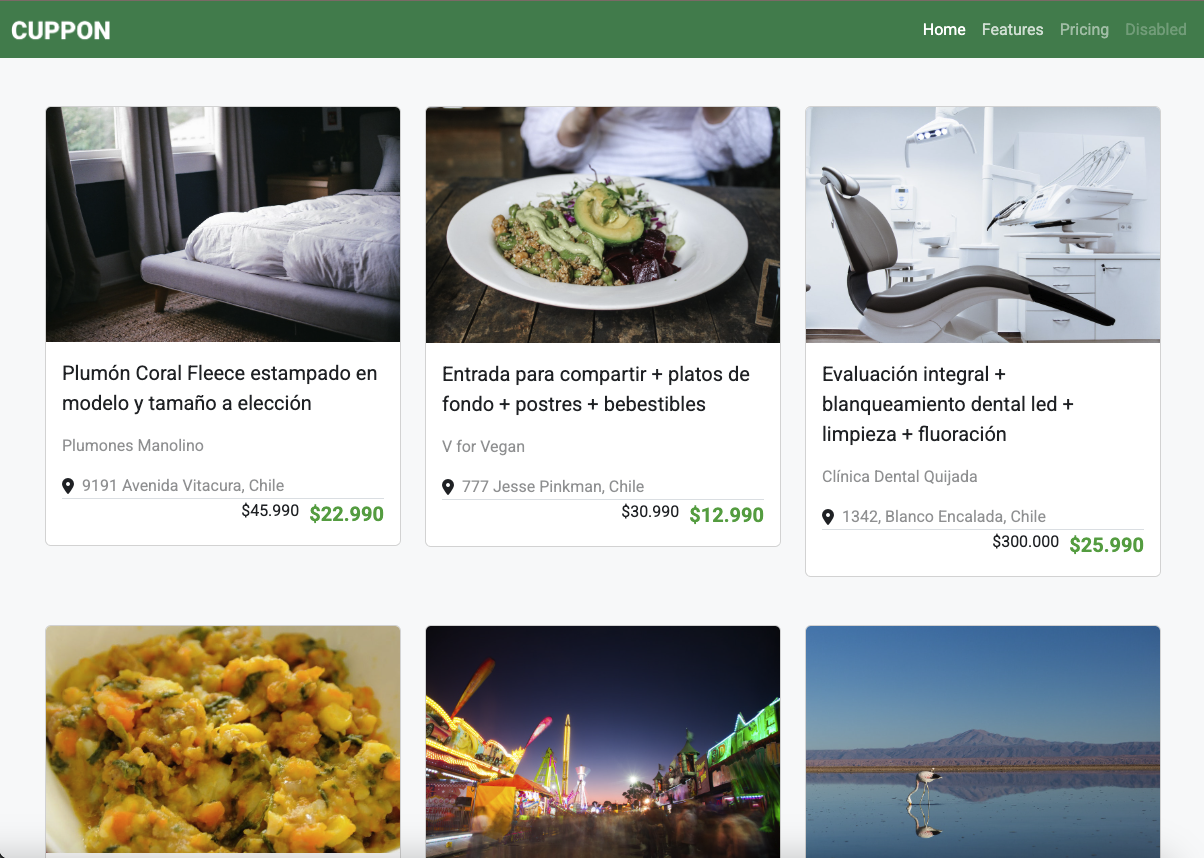 CUPPON
Home Features Pricing Disabled
Plumón Coral Fleece estampado en
modelo y tamaño a elección
Plumones Manolino
9191 Avenida Vitacura, Chile
$45.990 $22.990
Entrada para compartir + platos de
fondo + postres + bebestibles
V for Vegan
777 Jesse Pinkman, Chile
$30.990 $12.990
Evaluación integral +
blanqueamiento dental led +
limpieza + fluoración
Clínica Dental Quijada
1342, Blanco Encalada, Chile
$300.000 $25.990